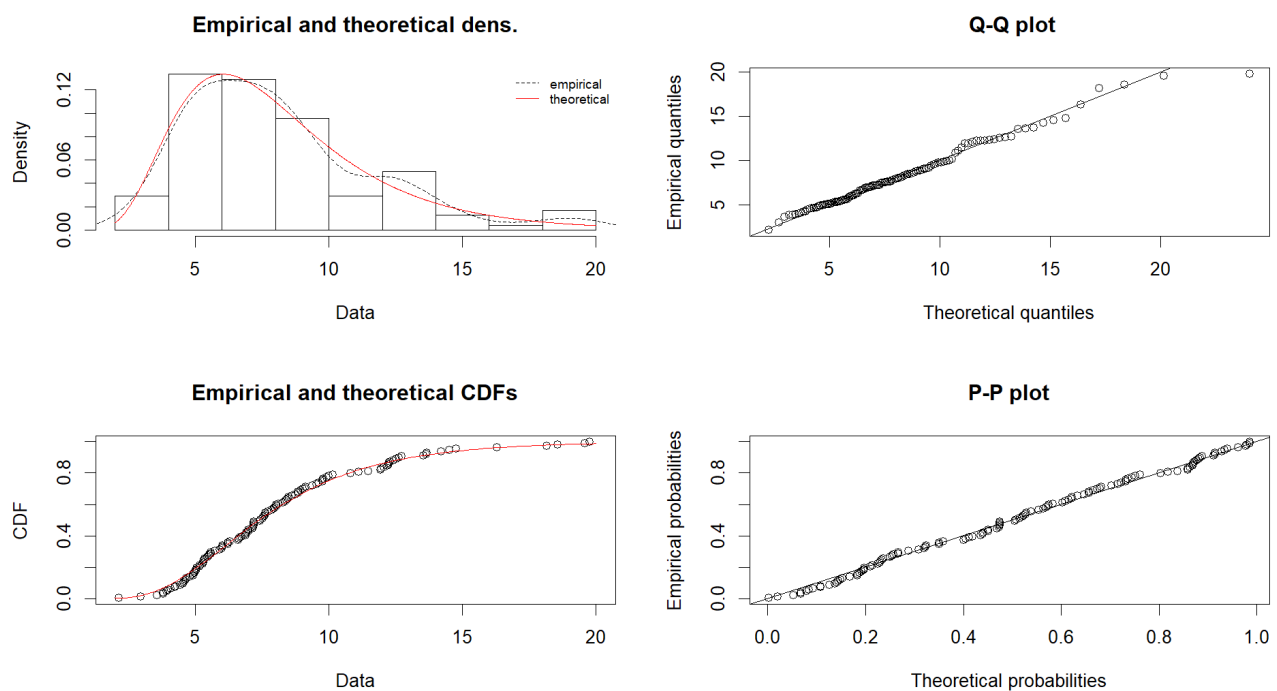 Empirical and theoretical dens.
Density
0.00
0.06
0.12
empirical
theoretical
5
10
15
20
Data
Q-Q plot
Empirical quantiles
5
10
15
20
5
10
15
20
Theoretical quantiles
Empirical and theoretical CDFs
CDF
0.0
0.4
0.8
5
10
15
20
Data
P-P plot
Empirical probabilities
0.0
0.4
0.8
0.0
0.2
0.4
0.6
0.8
1.0
Theoretical probabilities